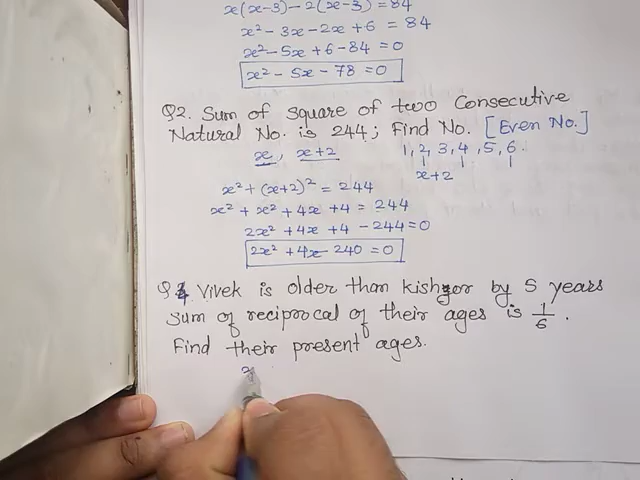 x(x-3)-2(x-3)=84
x² - 3x - 2x + 6 = 84
x² - 5x + 6 - 84 = 0
x² - 5x - 78 = 0
Q2. Sum of square of two Consecutive
Natural No. is 244; Find No. [Even No.]
x, x+2 1, 2, 3, 4, 5, 6
x+2
x² + (x+2)² = 244
x² + x² + 4x + 4 = 244
2x² + 4x + 4 - 244 = 0
2x² + 4x - 240 = 0
Vivek is older than kishor by 5 years
Sum of reciprocal of their ages is 1/6.
Find their present ages.